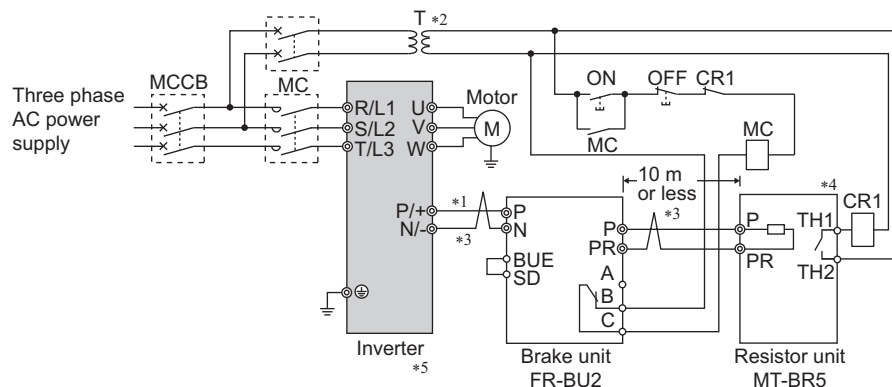 T *2
MCCB
MC
ON OFF CR1
Three phase
AC power
supply
R/L1 U
S/L2 V
T/L3 W
Motor
M
MC
MC
10 m
or less
*4
CR1
P/+ *1 P
N/- *3 N
P *3 P TH1
PR PR TH2
BUE
SD
A
B
C
Inverter
*5
Brake unit
FR-BU2
Resistor unit
MT-BR5